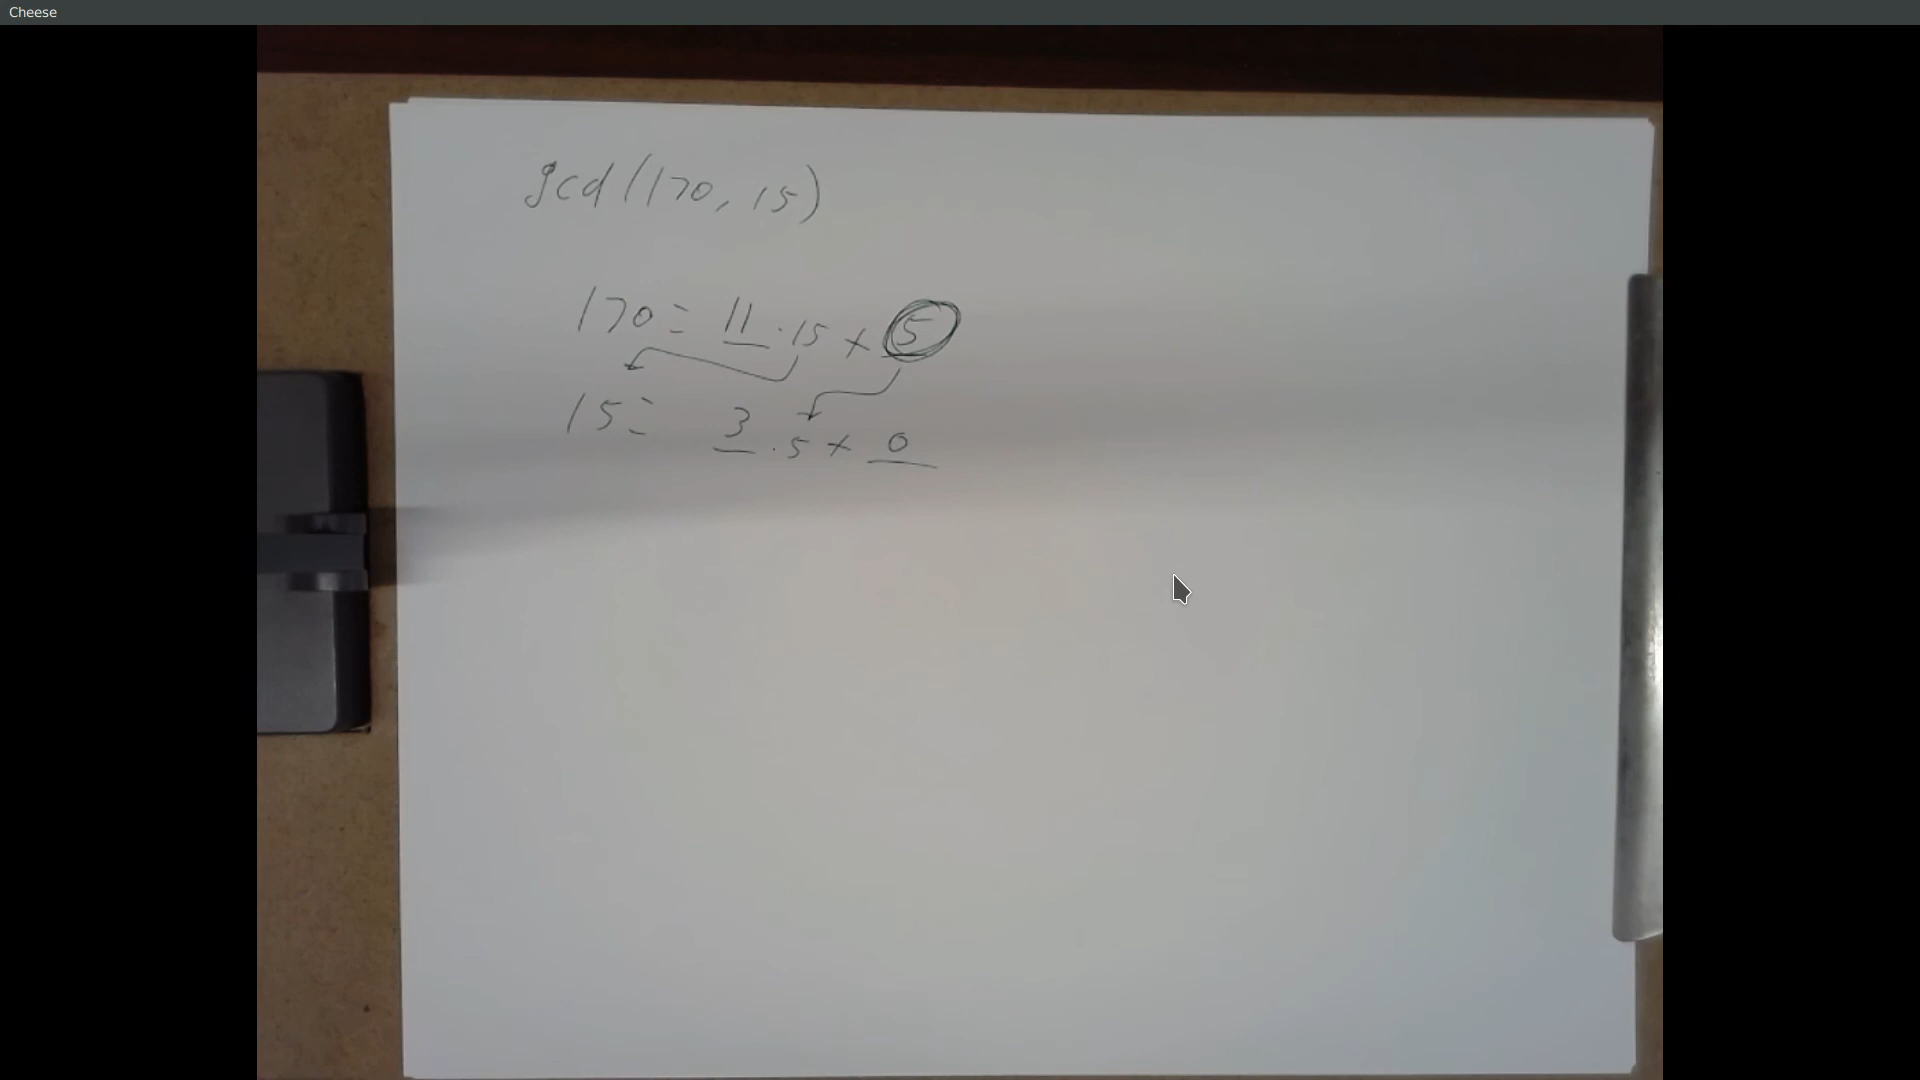 Cheese
gcd(170, 15)
170 = 11 · 15 + 5
15 = 3 · 5 + 0